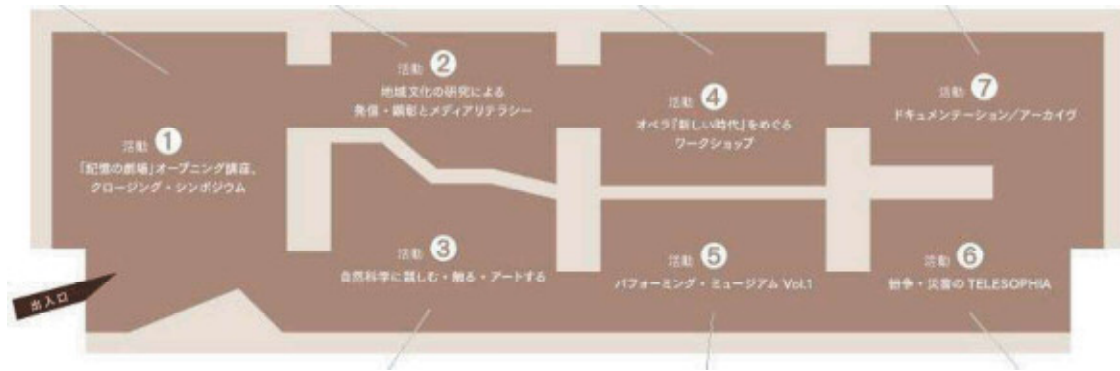 活動 1
「記憶の劇場」オープニング講座、
クロージング・シンポジウム
活動 2
地域文化の研究による
発信・顕彰とメディアリテラシー
活動 3
自然科学に親しむ・触る・アートする
活動 4
オペラ『新しい時代』をめぐる
ワークショップ
活動 5
パフォーミング・ミュージアム Vol.1
活動 6
紛争・災害の TELESOPHIA
活動 7
ドキュメンテーション/アーカイヴ
出入口